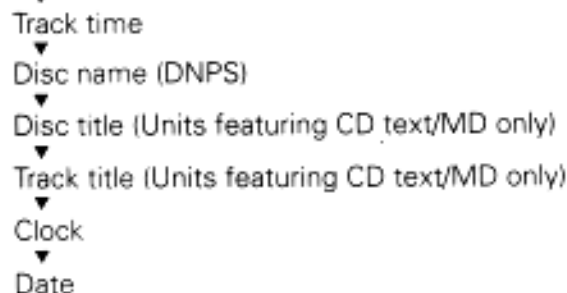 Track time
Disc name (DNPS)
Disc title (Units featuring CD text/MD only)
Track title (Units featuring CD text/MD only)
Clock
Date